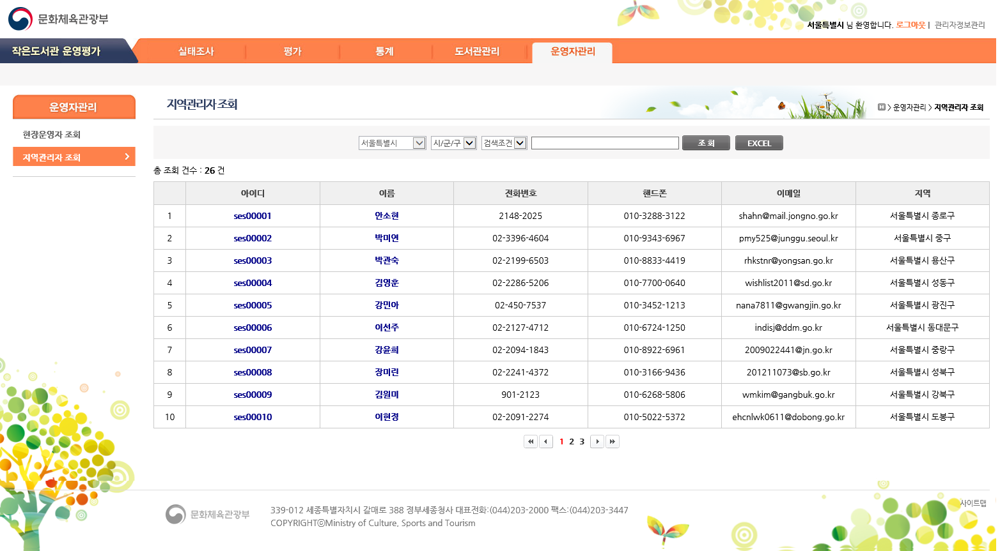 문화체육관광부
서울특별시 님 환영합니다. 로그아웃 | 관리자정보관리
작은도서관 운영평가 실태조사 평가 통계 도서관관리 운영자관리
운영자관리
현장운영자 조회
지역관리자 조회
지역관리자 조회
> 운영자관리 > 지역관리자 조회
서울특별시 시/군/구 검색조건 조 회 EXCEL
총 조회 건수 : 26 건
아이디 이름 전화번호 핸드폰 이메일 지역
1 ses00001 안소현 2148-2025 010-3288-3122 shahn@mail.jongno.go.kr 서울특별시 종로구
2 ses00002 박미연 02-3396-4604 010-9343-6967 pmy525@junggu.seoul.kr 서울특별시 중구
3 ses00003 박관숙 02-2199-6503 010-8833-4419 rhkstnr@yongsan.go.kr 서울특별시 용산구
4 ses00004 김영훈 02-2286-5206 010-7700-0640 wishlist2011@sd.go.kr 서울특별시 성동구
5 ses00005 강민아 02-450-7537 010-3452-1213 nana7811@gwangjin.go.kr 서울특별시 광진구
6 ses00006 이선주 02-2127-4712 010-6724-1250 indisj@ddm.go.kr 서울특별시 동대문구
7 ses00007 강윤희 02-2094-1843 010-8922-6961 2009022441@jn.go.kr 서울특별시 중랑구
8 ses00008 장미린 02-2241-4372 010-3166-9436 201211073@sb.go.kr 서울특별시 성북구
9 ses00009 김원미 901-2123 010-6268-5806 wmkim@gangbuk.go.kr 서울특별시 강북구
10 ses00010 이현경 02-2091-2274 010-5022-5372 ehcnlwk0611@dobong.go.kr 서울특별시 도봉구
1 2 3
사이트맵
문화체육관광부
339-012 세종특별자치시 갈매로 388 정부세종청사 대표전화:(044)203-2000 팩스:(044)203-3447
COPYRIGHTⓒMinistry of Culture, Sports and Tourism